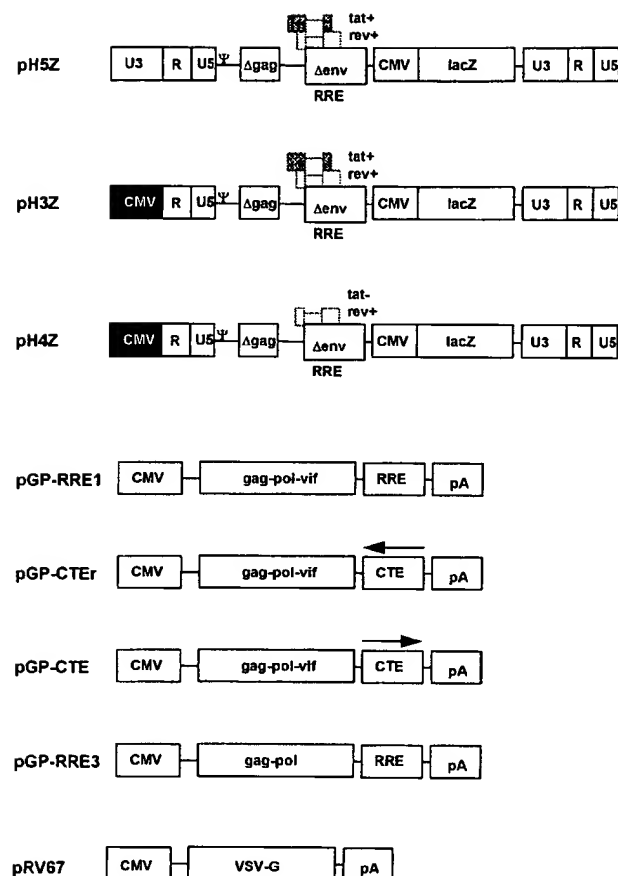 tat+
rev+
pH5Z U3 R U5 Ψ Δgag Δenv CMV lacZ U3 R U5
RRE
tat+
rev+
pH3Z CMV R U5 Ψ Δgag Δenv CMV lacZ U3 R U5
RRE
tat-
rev+
pH4Z CMV R U5 Ψ Δgag Δenv CMV lacZ U3 R U5
RRE
pGP-RRE1 CMV gag-pol-vif RRE pA
pGP-CTEr CMV gag-pol-vif CTE pA
pGP-CTE CMV gag-pol-vif CTE pA
pGP-RRE3 CMV gag-pol RRE pA
pRV67 CMV VSV-G pA